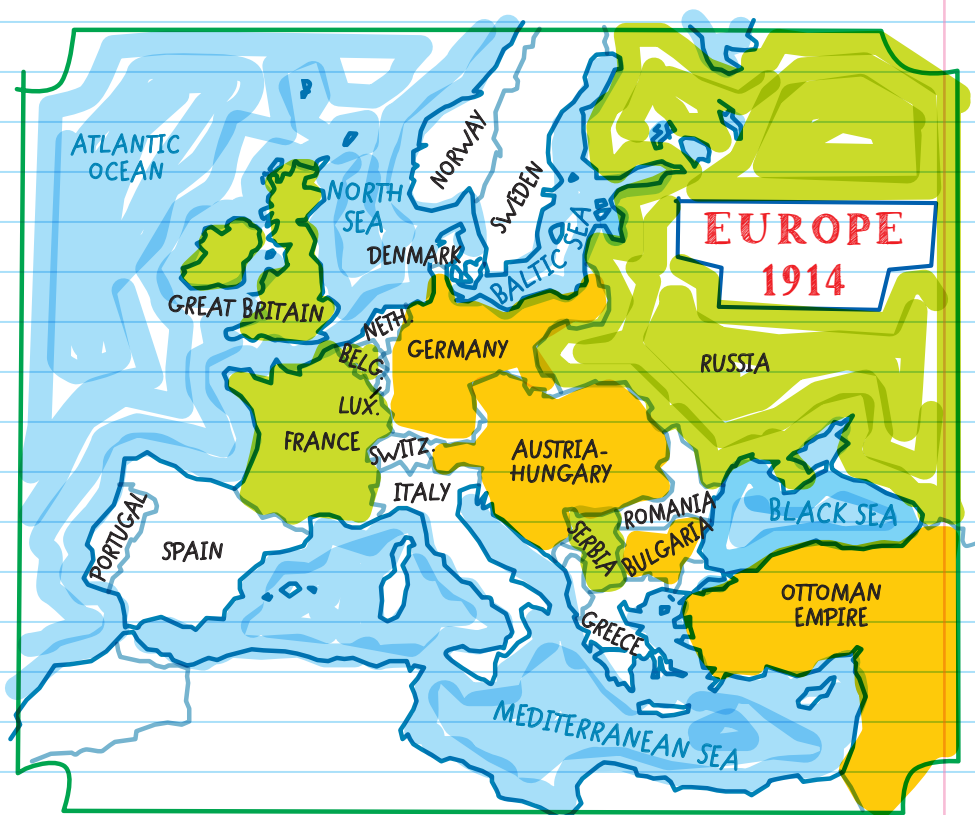 ATLANTIC
OCEAN
NORWAY
SWEDEN
NORTH
SEA
BALTIC SEA
EUROPE
1914
DENMARK
GREAT BRITAIN
NETH.
BELG.
GERMANY
RUSSIA
LUX.
FRANCE
SWITZ.
AUSTRIA-
HUNGARY
ITALY
ROMANIA
BLACK SEA
PORTUGAL
SPAIN
SERBIA
BULGARIA
OTTOMAN
EMPIRE
GREECE
MEDITERRANEAN SEA